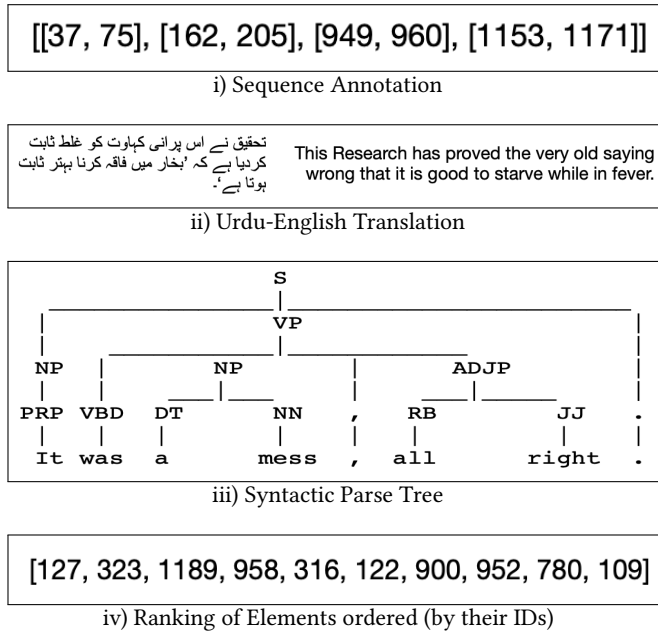 [[37, 75], [162, 205], [949, 960], [1153, 1171]]
i) Sequence Annotation
تحقیق نے اس پرانی کہاوت کو غلط ثابت
کردیا ہے کہ ’بخار میں فاقہ کرنا بہتر ثابت
ہوتا ہے‘۔
This Research has proved the very old saying
wrong that it is good to starve while in fever.
ii) Urdu-English Translation
S
VP
NP NP ADJP
PRP VBD DT NN , RB JJ .
It was a mess , all right .
iii) Syntactic Parse Tree
[127, 323, 1189, 958, 316, 122, 900, 952, 780, 109]
iv) Ranking of Elements ordered (by their IDs)